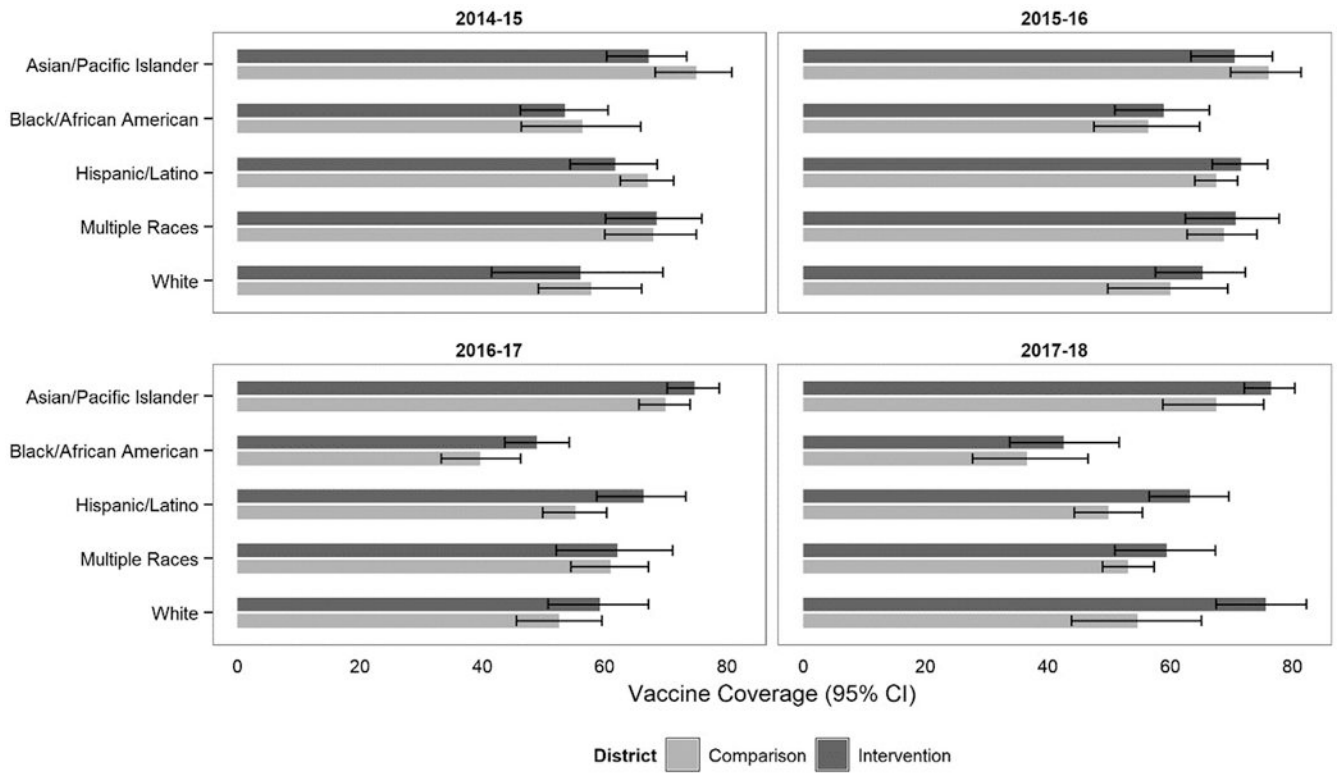 2014-15 2015-16
Asian/Pacific Islander
Black/African American
Hispanic/Latino
Multiple Races
White
2016-17 2017-18
Asian/Pacific Islander
Black/African American
Hispanic/Latino
Multiple Races
White
0 20 40 60 80 0 20 40 60 80
Vaccine Coverage (95% CI)
District Comparison Intervention